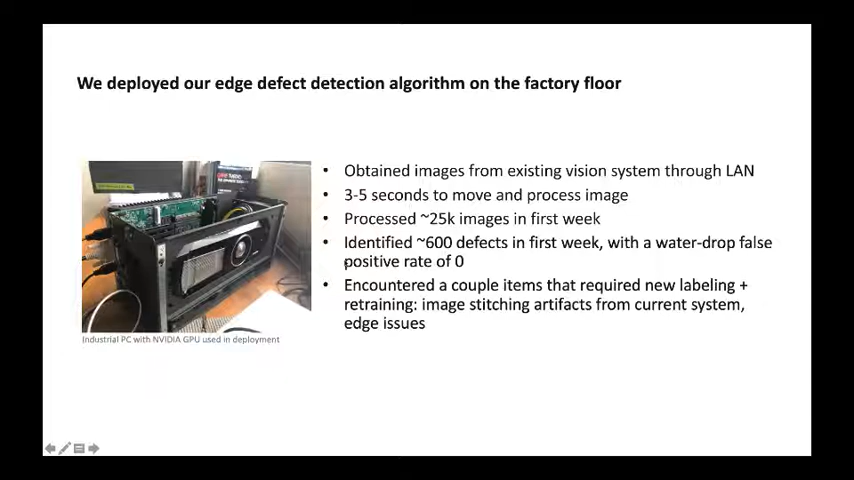 We deployed our edge defect detection algorithm on the factory floor
• Obtained images from existing vision system through LAN
• 3-5 seconds to move and process image
• Processed ~25k images in first week
• Identified ~600 defects in first week, with a water-drop false
positive rate of 0
• Encountered a couple items that required new labeling +
retraining: image stitching artifacts from current system,
edge issues
Industrial PC with NVIDIA GPU used in deployment